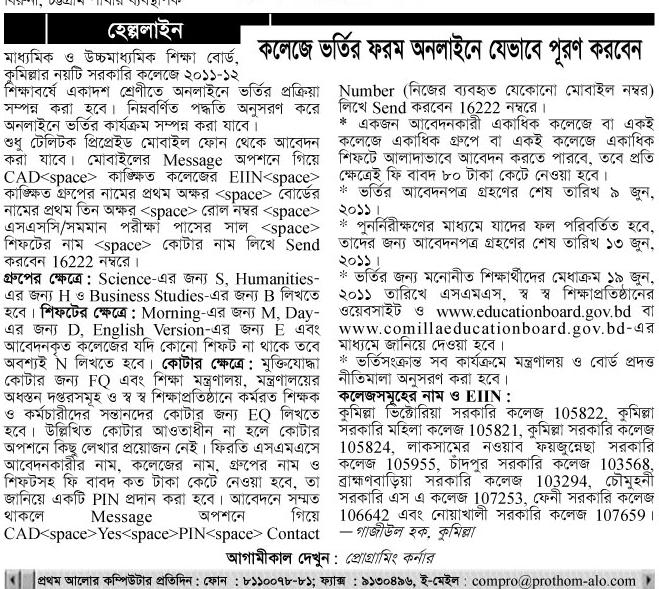 হেল্পলাইন
কলেজে ভর্তির ফরম অনলাইনে যেভাবে পূরণ করবেন
মাধ্যমিক ও উচ্চমাধ্যমিক শিক্ষা বোর্ড,
কুমিল্লার নয়টি সরকারি কলেজে ২০১১-১২
শিক্ষাবর্ষে একাদশ শ্রেণীতে অনলাইনে ভর্তির প্রক্রিয়া
সম্পন্ন করা হবে। নিম্নবর্ণিত পদ্ধতি অনুসরণ করে
অনলাইনে ভর্তির কার্যক্রম সম্পন্ন করা যাবে।
শুধু টেলিটক প্রিপ্রেইড মোবাইল ফোন থেকে আবেদন
করা যাবে। মোবাইলের Message অপশনে গিয়ে
CAD<space> কাঙ্ক্ষিত কলেজের EIIN<space>
কাঙ্ক্ষিত গ্রুপের নামের প্রথম অক্ষর <space> বোর্ডের
নামের প্রথম তিন অক্ষর <space> রোল নম্বর <space>
এসএসসি/সমমান পরীক্ষা পাসের সাল <space>
শিফটের নাম <space> কোটার নাম লিখে Send
করবেন 16222 নম্বরে।
গ্রুপের ক্ষেত্রে : Science-এর জন্য S, Humanities-
এর জন্য H ও Business Studies-এর জন্য B লিখতে
হবে। শিফটের ক্ষেত্রে : Morning-এর জন্য M, Day-
এর জন্য D, English Version-এর জন্য E এবং
আবেদনকৃত কলেজের যদি কোনো শিফট না থাকে তবে
অবশ্যই N লিখতে হবে। কোটার ক্ষেত্রে : মুক্তিযোদ্ধা
কোটার জন্য FQ এবং শিক্ষা মন্ত্রণালয়, মন্ত্রণালয়ের
অধস্তন দপ্তরসমূহ ও স্ব স্ব শিক্ষাপ্রতিষ্ঠানে কর্মরত শিক্ষক
ও কর্মচারীদের সন্তানদের কোটার জন্য EQ লিখতে
হবে। উল্লিখিত কোটার আওতাধীন না হলে কোটার
অপশনে কিছু লেখার প্রয়োজন নেই। ফিরতি এসএমএসে
আবেদনকারীর নাম, কলেজের নাম, গ্রুপের নাম ও
শিফটসহ ফি বাবদ কত টাকা কেটে নেওয়া হবে, তা
জানিয়ে একটি PIN প্রদান করা হবে। আবেদনে সম্মত
থাকলে Message অপশনে গিয়ে
CAD<space>Yes<space>PIN<space> Contact
Number (নিজের ব্যবহৃত যেকোনো মোবাইল নম্বর)
লিখে Send করবেন 16222 নম্বরে।
* একজন আবেদনকারী একাধিক কলেজে বা একই
কলেজে একাধিক গ্রুপে বা একই কলেজে একাধিক
শিফটে আলাদাভাবে আবেদন করতে পারবে, তবে প্রতি
ক্ষেত্রেই ফি বাবদ ৮০ টাকা কেটে নেওয়া হবে।
* ভর্তির আবেদনপত্র গ্রহণের শেষ তারিখ ৯ জুন,
২০১১।
* পুনর্নিরীক্ষণের মাধ্যমে যাদের ফল পরিবর্তিত হবে,
তাদের জন্য আবেদনপত্র গ্রহণের শেষ তারিখ ১৩ জুন,
২০১১।
* ভর্তির জন্য মনোনীত শিক্ষার্থীদের মেধাক্রম ১৯ জুন,
২০১১ তারিখে এসএমএস, স্ব স্ব শিক্ষাপ্রতিষ্ঠানের
ওয়েবসাইট ও www.educationboard.gov.bd বা
www.comillaeducationboard.gov.bd-এর
মাধ্যমে জানিয়ে দেওয়া হবে।
* ভর্তিসংক্রান্ত সব কার্যক্রমে মন্ত্রণালয় ও বোর্ড প্রদত্ত
নীতিমালা অনুসরণ করা হবে।
কলেজসমূহের নাম ও EIIN :
কুমিল্লা ভিক্টোরিয়া সরকারি কলেজ 105822, কুমিল্লা
সরকারি মহিলা কলেজ 105821, কুমিল্লা সরকারি কলেজ
105824, লাকসামের নওয়াব ফয়জুন্নেছা সরকারি
কলেজ 105955, চাঁদপুর সরকারি কলেজ 103568,
ব্রাহ্মণবাড়িয়া সরকারি কলেজ 103294, চৌমুহনী
সরকারি এস এ কলেজ 107253, ফেনী সরকারি কলেজ
106642 এবং নোয়াখালী সরকারি কলেজ 107659।
—গাজীউল হক, কুমিল্লা
আগামীকাল দেখুন : প্রোগ্রামিং কর্নার
প্রথম আলোর কম্পিউটার প্রতিদিন : ফোন : ৮১১০০৭৮-৮১; ফ্যাক্স : ৯১৩০৪৯৬, ই-মেইল : compro@prothom-alo.com